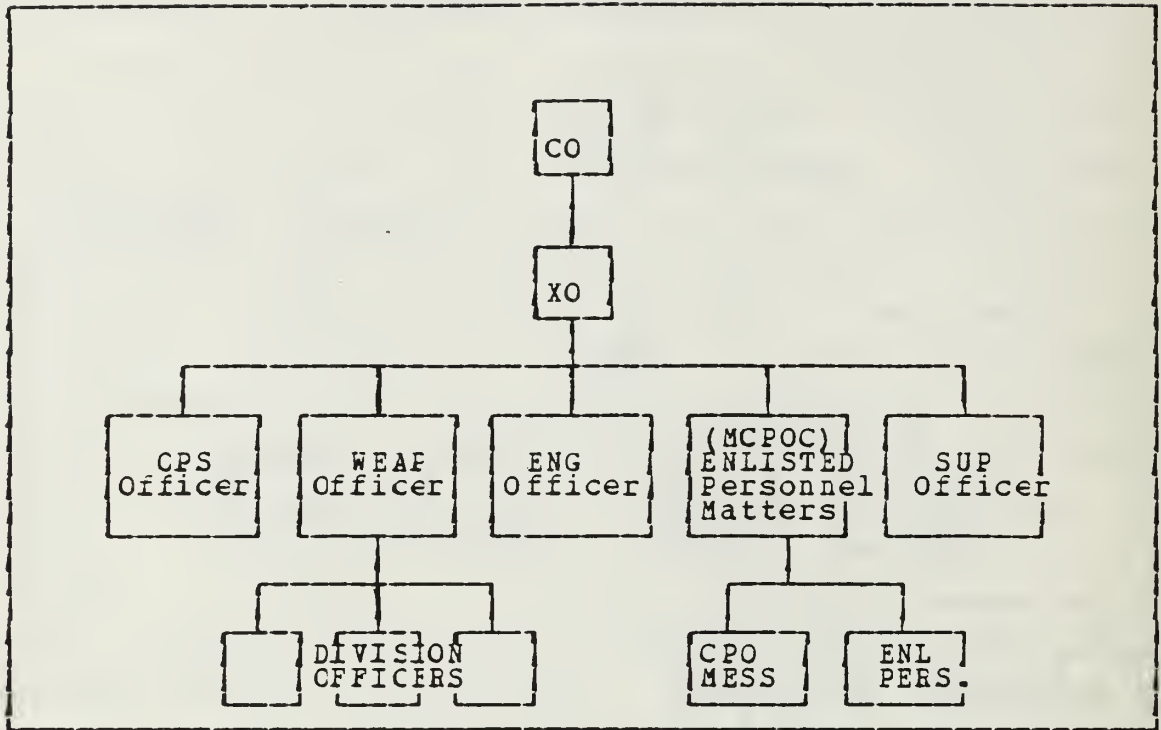 CO
XO
CPS
Officer
WEAP
Officer
ENG
Officer
(MCPOC)
ENLISTED
Personnel
Matters
SUP
Officer
DIVISION
OFFICERS
CPO
MESS
ENL
PERS.